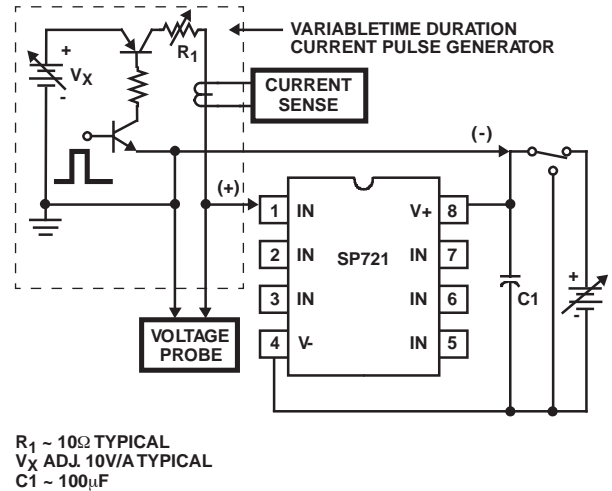 VARIABLETIME DURATION
CURRENT PULSE GENERATOR
+
VX
-
R1
CURRENT
SENSE
(-)
(+)
1 IN
2 IN
3 IN
4 V-
SP721
V+ 8
IN 7
IN 6
IN 5
C1
+
-
VOLTAGE
PROBE
R1 ~ 10Ω TYPICAL
VX ADJ. 10V/A TYPICAL
C1 ~ 100μF